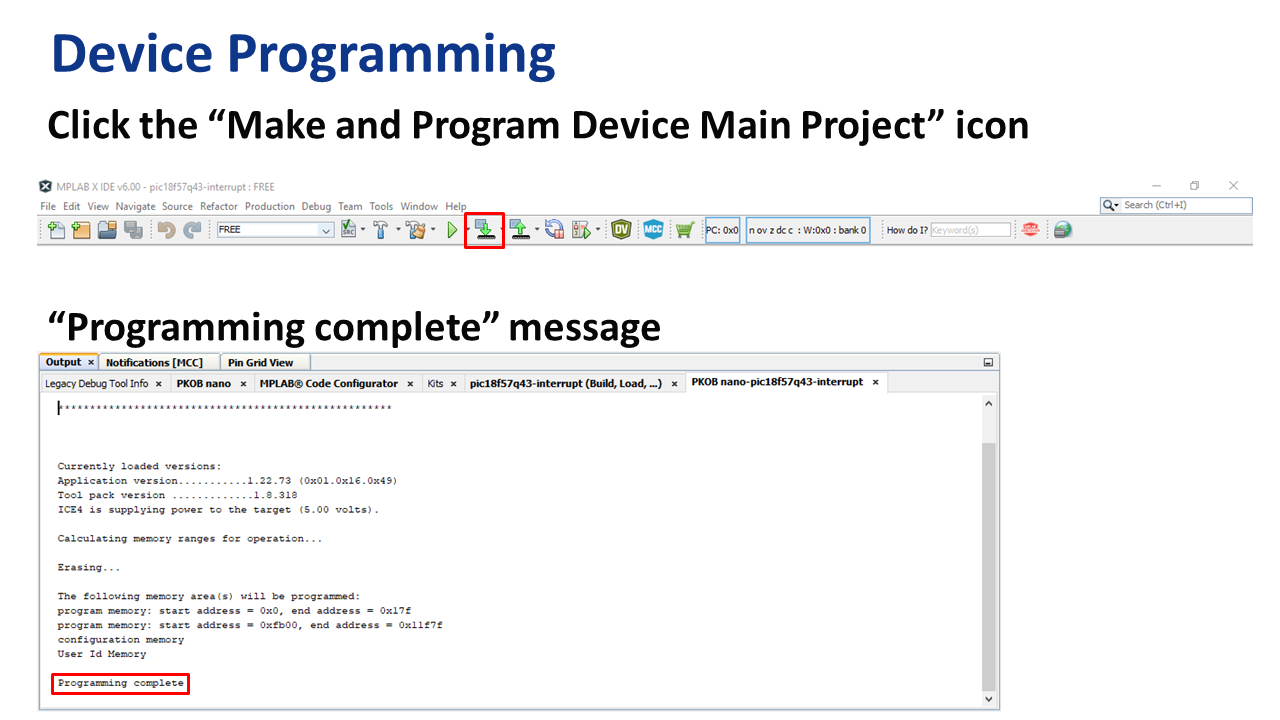 Device Programming
Click the “Make and Program Device Main Project” icon
MPLAB X IDE v6.00 - pic18f57q43-interrupt : FREE
File Edit View Navigate Source Refactor Production Debug Team Tools Window Help
Search (Ctrl+I)
FREE
SRC
DV
MCC
PC: 0x0
n ov z dc c : W:0x0 : bank 0
How do I?
Keyword(s)
“Programming complete” message
Output × Notifications [MCC] Pin Grid View
Legacy Debug Tool Info × PKOB nano × MPLAB® Code Configurator × Kits × pic18f57q43-interrupt (Build, Load, ...) × PKOB nano-pic18f57q43-interrupt ×
*****************************************************
Currently loaded versions:
Application version...........1.22.73 (0x01.0x16.0x49)
Tool pack version .............1.8.318
ICE4 is supplying power to the target (5.00 volts).
Calculating memory ranges for operation...
Erasing...
The following memory area(s) will be programmed:
program memory: start address = 0x0, end address = 0x17f
program memory: start address = 0xfb00, end address = 0x11f7f
configuration memory
User Id Memory
Programming complete